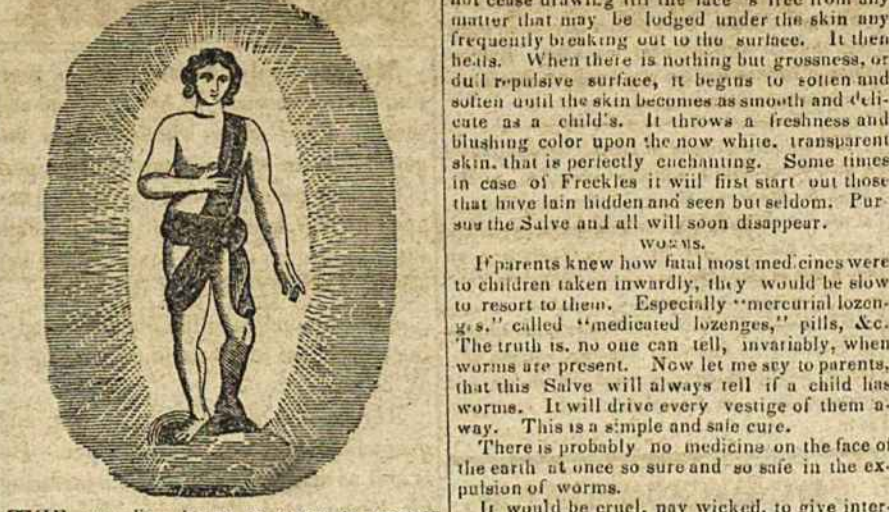 not cease drawing till the face is free from any
matter that may be lodged under the skin any
frequently breaking out to the surface. It then
heals. When there is nothing but grossness, or
dull repulsive surface, it begins to soften and
soften until the skin becomes as smooth and deli-
cate as a child's. It throws a freshness and
blushing color upon the now white, transparent
skin, that is perfectly enchanting. Some times
in case of Freckles it will first start out those
that have lain hidden and seen but seldom. Pur-
sue the Salve and all will soon disappear.
WORMS.
If parents knew how fatal most medicines were
to children taken inwardly, they would be slow
to resort to them. Especially "mercurial lozen-
ges," called "medicated lozenges," pills, &c.
The truth is, no one can tell, invariably, when
worms are present. Now let me say to parents,
that this Salve will always tell if a child has
worms. It will drive every vestige of them a-
way. This is a simple and safe cure.
There is probably no medicine on the face of
the earth at once so sure and so safe in the ex-
pulsion of worms.
It would be cruel, nay wicked, to give inter-